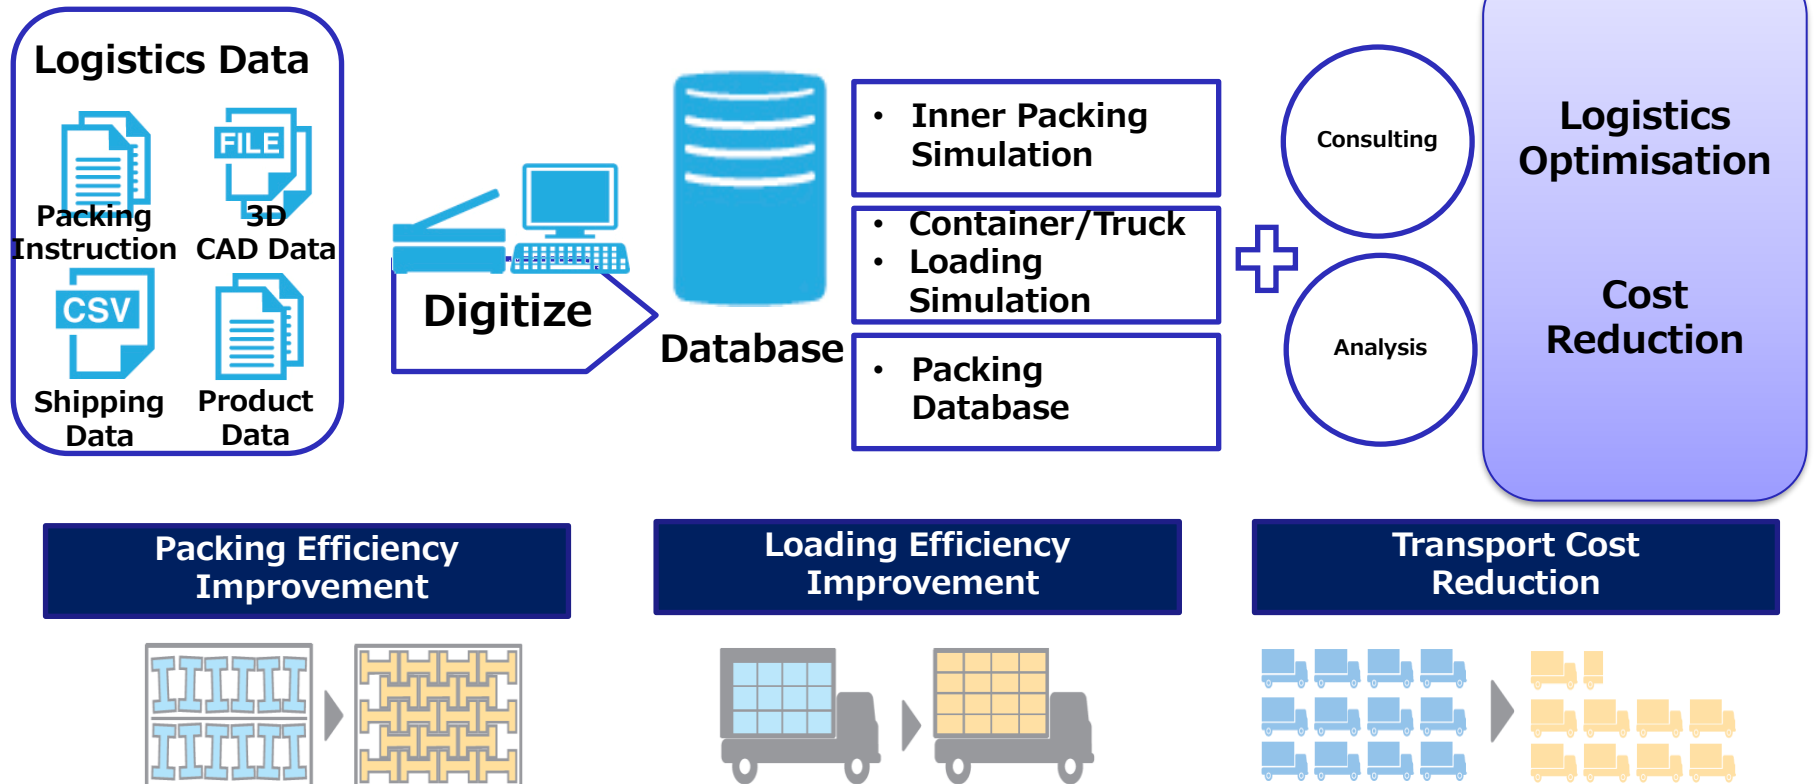 Logistics Data
FILE
Packing
Instruction
3D
CAD Data
CSV
Shipping
Data
Product
Data
Digitize
Database
• Inner Packing
Simulation
• Container/Truck
• Loading
Simulation
• Packing
Database
Consulting
Analysis
Logistics
Optimisation
Cost
Reduction
Packing Efficiency
Improvement
Loading Efficiency
Improvement
Transport Cost
Reduction